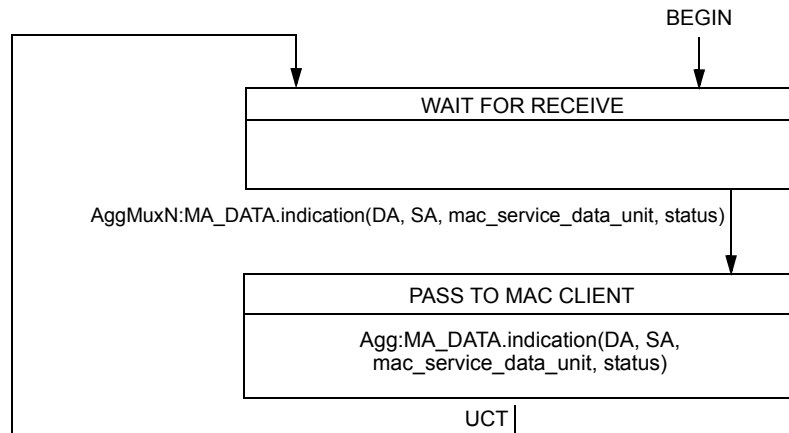 BEGIN
WAIT FOR RECEIVE
AggMuxN:MA_DATA.indication(DA, SA, mac_service_data_unit, status)
PASS TO MAC CLIENT
Agg:MA_DATA.indication(DA, SA,
mac_service_data_unit, status)
UCT